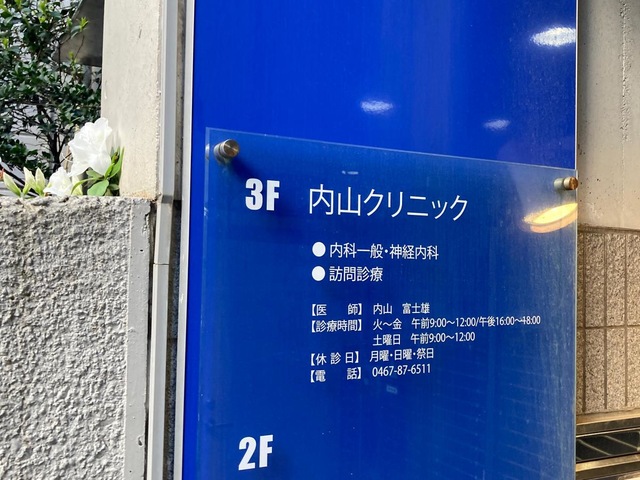 3F 内山クリニック
●内科一般・神経内科
●訪問診療
【医　　師】 内山　富士雄
【診療時間】 火〜金　午前9:00〜12:00/午後16:00〜18:00
土曜日　午前9:00〜12:00
【休 診 日】 月曜・日曜・祭日
【電　　話】 0467-87-6511
2F